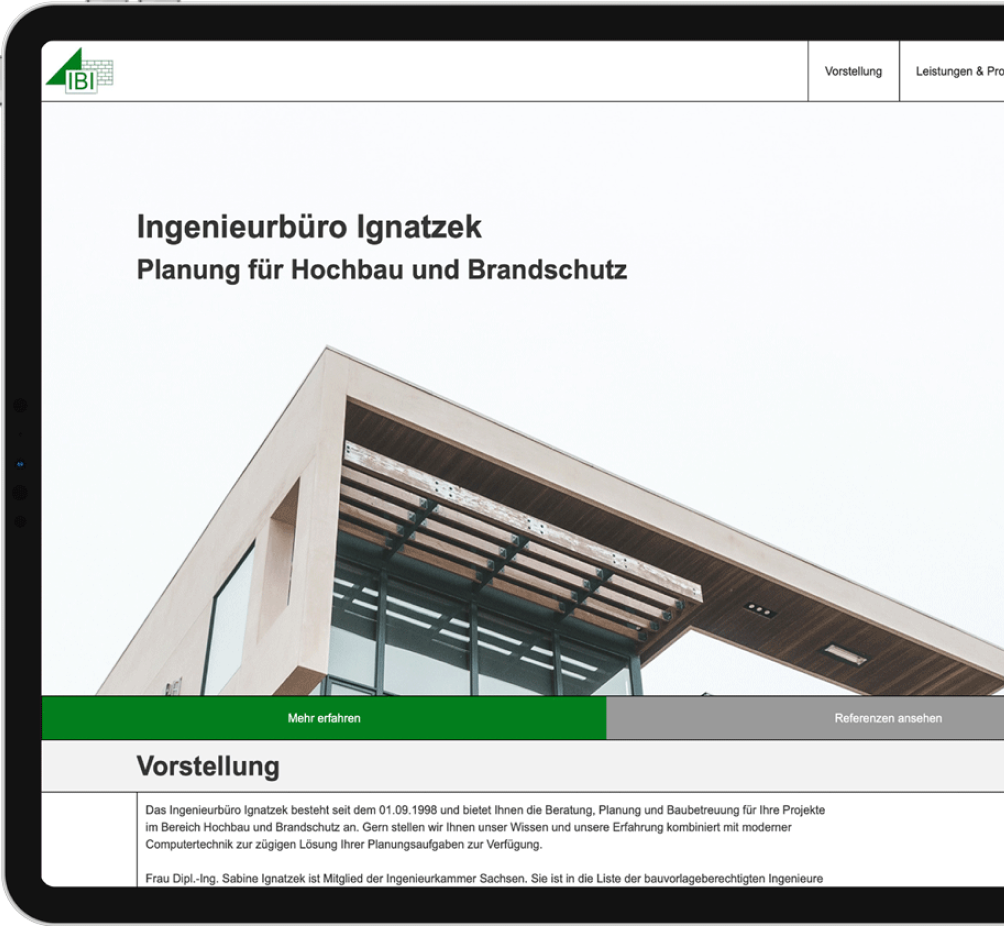 IBI
Vorstellung
Leistungen & Pro
Ingenieurbüro Ignatzek
Planung für Hochbau und Brandschutz
Mehr erfahren
Referenzen ansehen
Vorstellung
Das Ingenieurbüro Ignatzek besteht seit dem 01.09.1998 und bietet Ihnen die Beratung, Planung und Baubetreuung für Ihre Projekte
im Bereich Hochbau und Brandschutz an. Gern stellen wir Ihnen unser Wissen und unsere Erfahrung kombiniert mit moderner
Computertechnik zur zügigen Lösung Ihrer Planungsaufgaben zur Verfügung.
Frau Dipl.-Ing. Sabine Ignatzek ist Mitglied der Ingenieurkammer Sachsen. Sie ist in die Liste der bauvorlageberechtigten Ingenieure